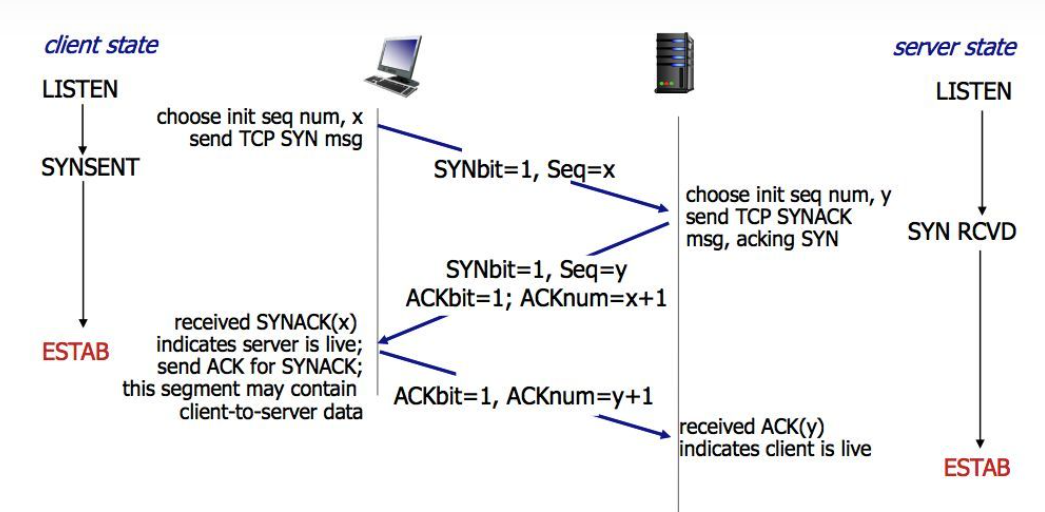 client state
server state
LISTEN
LISTEN
choose init seq num, x
send TCP SYN msg
SYNSENT
SYNbit=1, Seq=x
choose init seq num, y
send TCP SYNACK
msg, acking SYN
SYN RCVD
SYNbit=1, Seq=y
ACKbit=1; ACKnum=x+1
received SYNACK(x)
indicates server is live;
send ACK for SYNACK;
this segment may contain
client-to-server data
ESTAB
ACKbit=1, ACKnum=y+1
received ACK(y)
indicates client is live
ESTAB